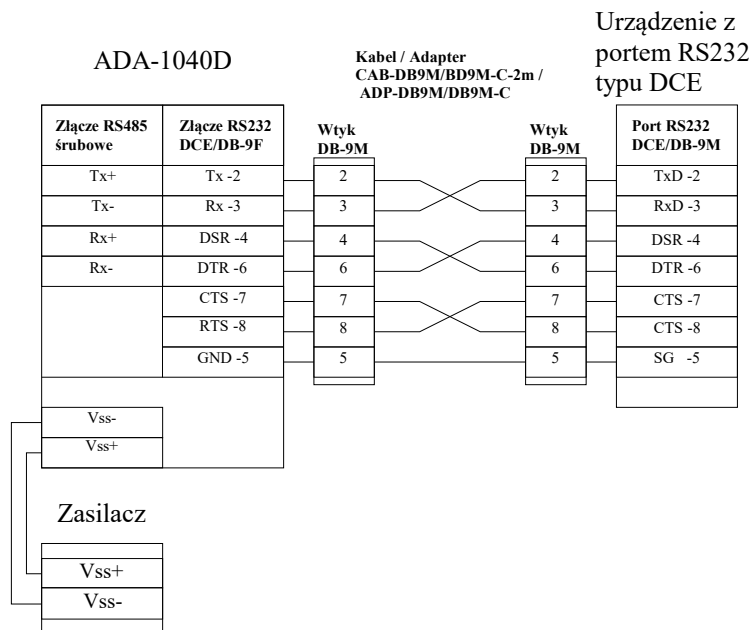 Urządzenie z
portem RS232
typu DCE
ADA-1040D
Kabel / Adapter
CAB-DB9M/BD9M-C-2m /
ADP-DB9M/DB9M-C
Złącze RS485
śrubowe
Złącze RS232
DCE/DB-9F
Wtyk
DB-9M
Wtyk
DB-9M
Port RS232
DCE/DB-9M
Tx+ Tx -2 2 2 TxD -2
Tx- Rx -3 3 3 RxD -3
Rx+ DSR -4 4 4 DSR -4
Rx- DTR -6 6 6 DTR -6
CTS -7 7 7 CTS -7
RTS -8 8 8 CTS -8
GND -5 5 5 SG -5
Vss-
Vss+
Zasilacz
Vss+
Vss-